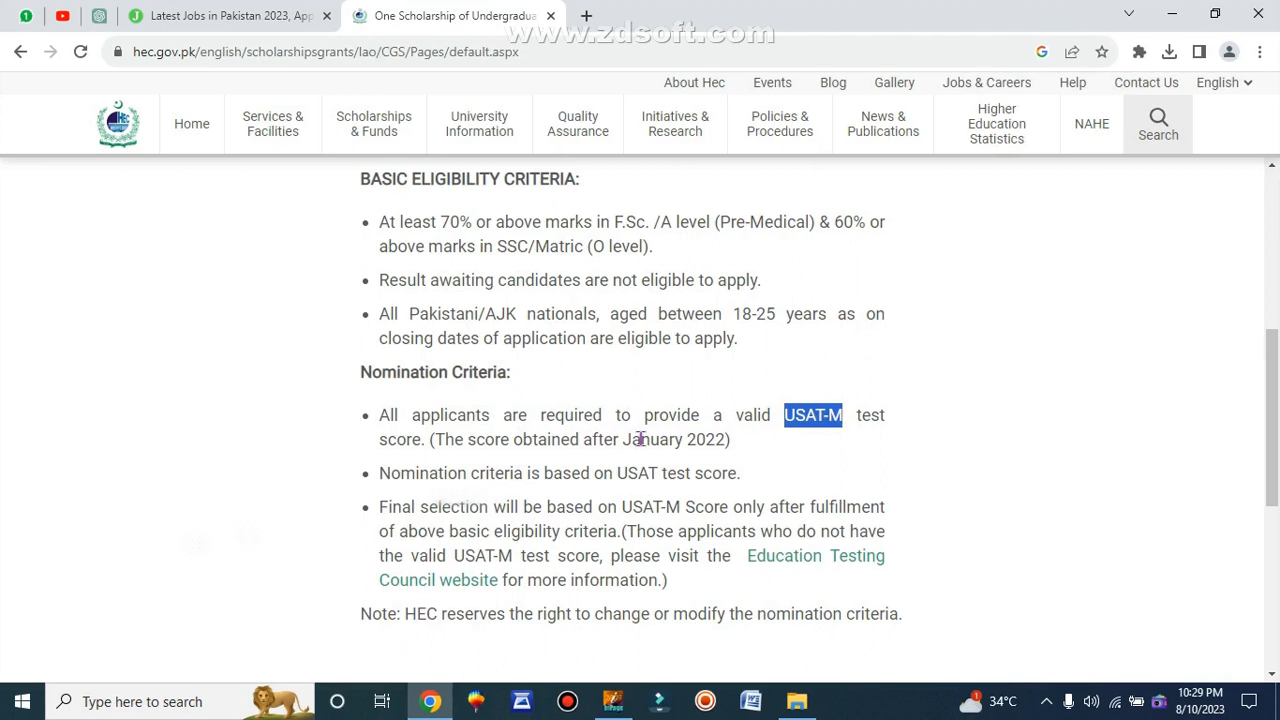 Latest Jobs in Pakistan 2023, App
One Scholarship of Undergradua
www.zdsoft.com
hec.gov.pk/english/scholarshipsgrants/lao/CGS/Pages/default.aspx
About Hec Events Blog Gallery Jobs & Careers Help Contact Us English
Home
Services & Facilities
Scholarships & Funds
University Information
Quality Assurance
Initiatives & Research
Policies & Procedures
News & Publications
Higher Education Statistics
NAHE
Search
BASIC ELIGIBILITY CRITERIA:
At least 70% or above marks in F.Sc. /A level (Pre-Medical) & 60% or
above marks in SSC/Matric (O level).
Result awaiting candidates are not eligible to apply.
All Pakistani/AJK nationals, aged between 18-25 years as on
closing dates of application are eligible to apply.
Nomination Criteria:
All applicants are required to provide a valid USAT-M test
score. (The score obtained after January 2022)
Nomination criteria is based on USAT test score.
Final selection will be based on USAT-M Score only after fulfillment
of above basic eligibility criteria.(Those applicants who do not have
the valid USAT-M test score, please visit the Education Testing
Council website for more information.)
Note: HEC reserves the right to change or modify the nomination criteria.
Type here to search
1
34°C
10:29 PM
8/10/2023